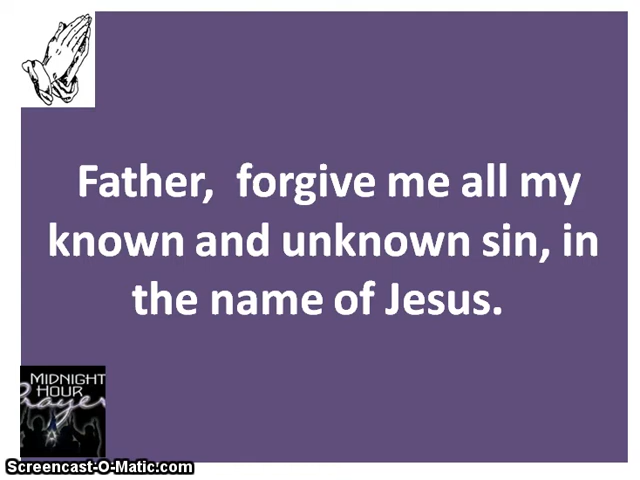 Father,  forgive me all my
known and unknown sin, in
the name of Jesus.
MIDNIGHT
HOUR
Prayer
Screencast-O-Matic.com